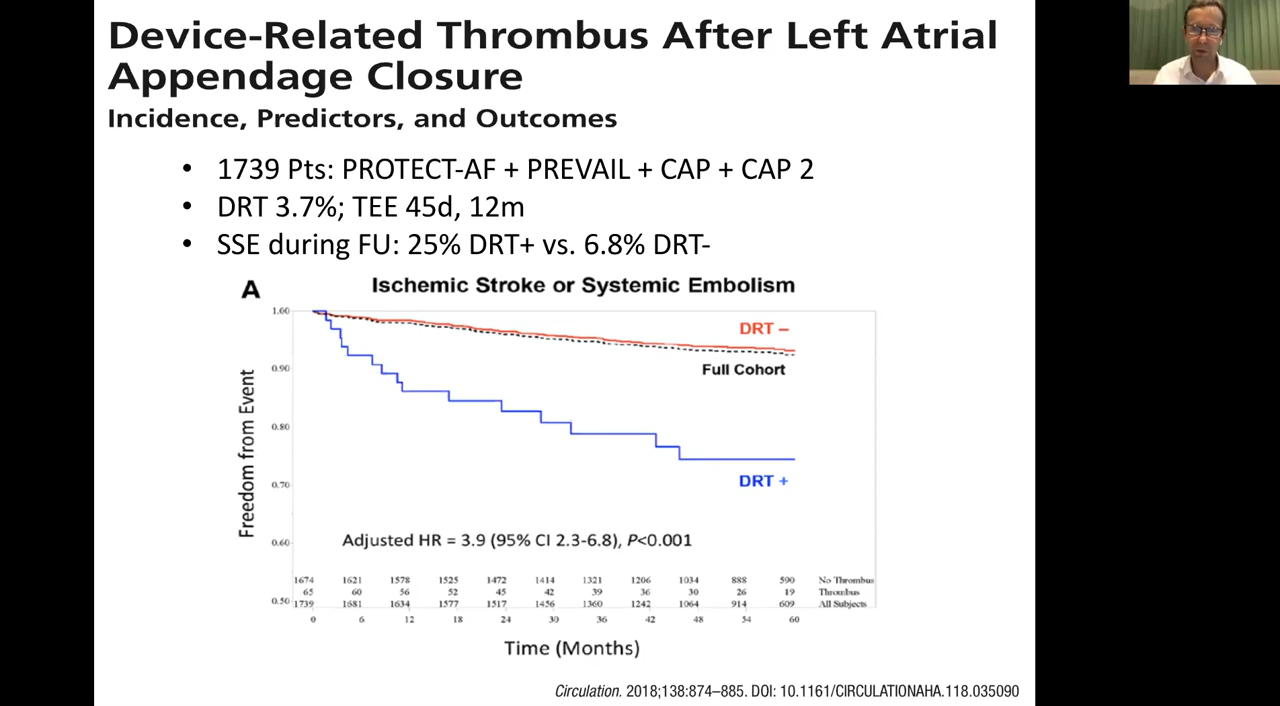 Device-Related Thrombus After Left Atrial
Appendage Closure
Incidence, Predictors, and Outcomes
• 1739 Pts: PROTECT-AF + PREVAIL + CAP + CAP 2
• DRT 3.7%; TEE 45d, 12m
• SSE during FU: 25% DRT+ vs. 6.8% DRT-
A
Ischemic Stroke or Systemic Embolism
Freedom from Event
1.00
0.90
0.80
0.70
0.60
0.50
DRT –
Full Cohort
DRT +
Adjusted HR = 3.9 (95% CI 2.3-6.8), P<0.001
1674 1621 1578 1525 1472 1414 1321 1206 1034 888 590 No Thrombus
65 60 56 52 45 42 39 36 30 26 19 Thrombus
1739 1681 1634 1577 1517 1456 1360 1242 1064 914 609 All Subjects
0 6 12 18 24 30 36 42 48 54 60
Time (Months)
Circulation. 2018;138:874–885. DOI: 10.1161/CIRCULATIONAHA.118.035090